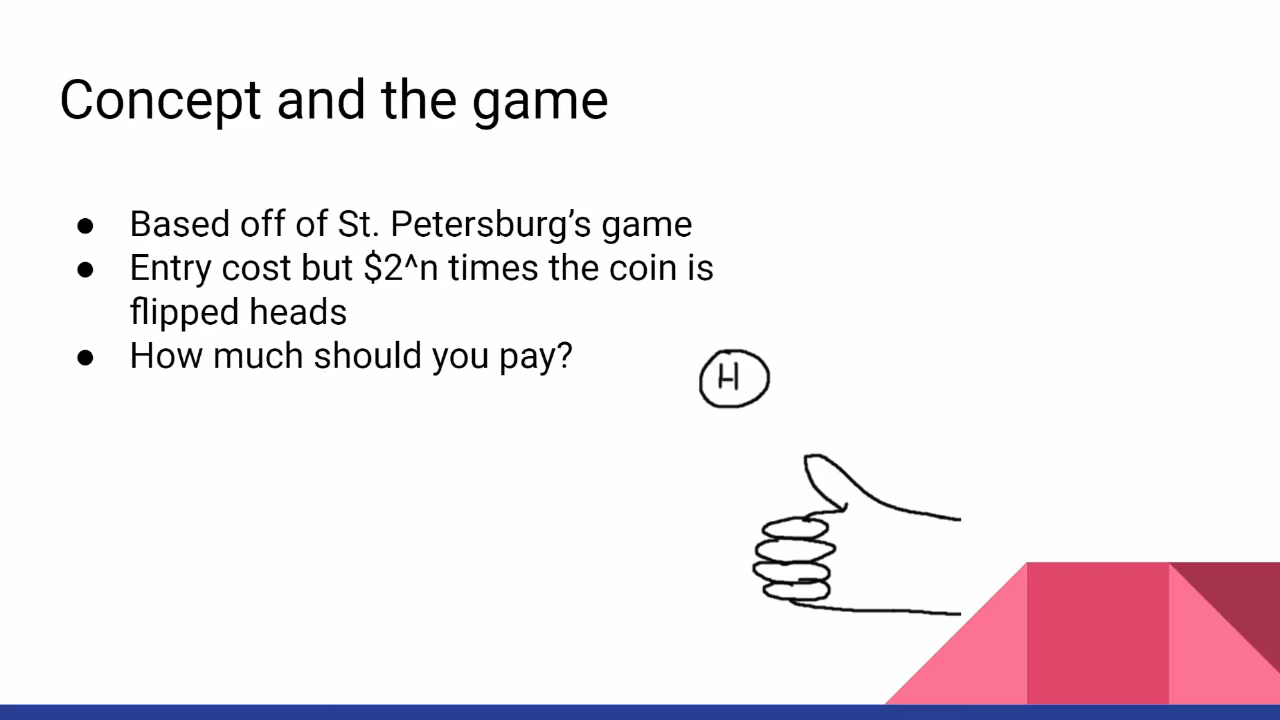 Concept and the game
● Based off of St. Petersburg’s game
● Entry cost but $2^n times the coin is
flipped heads
● How much should you pay?
H